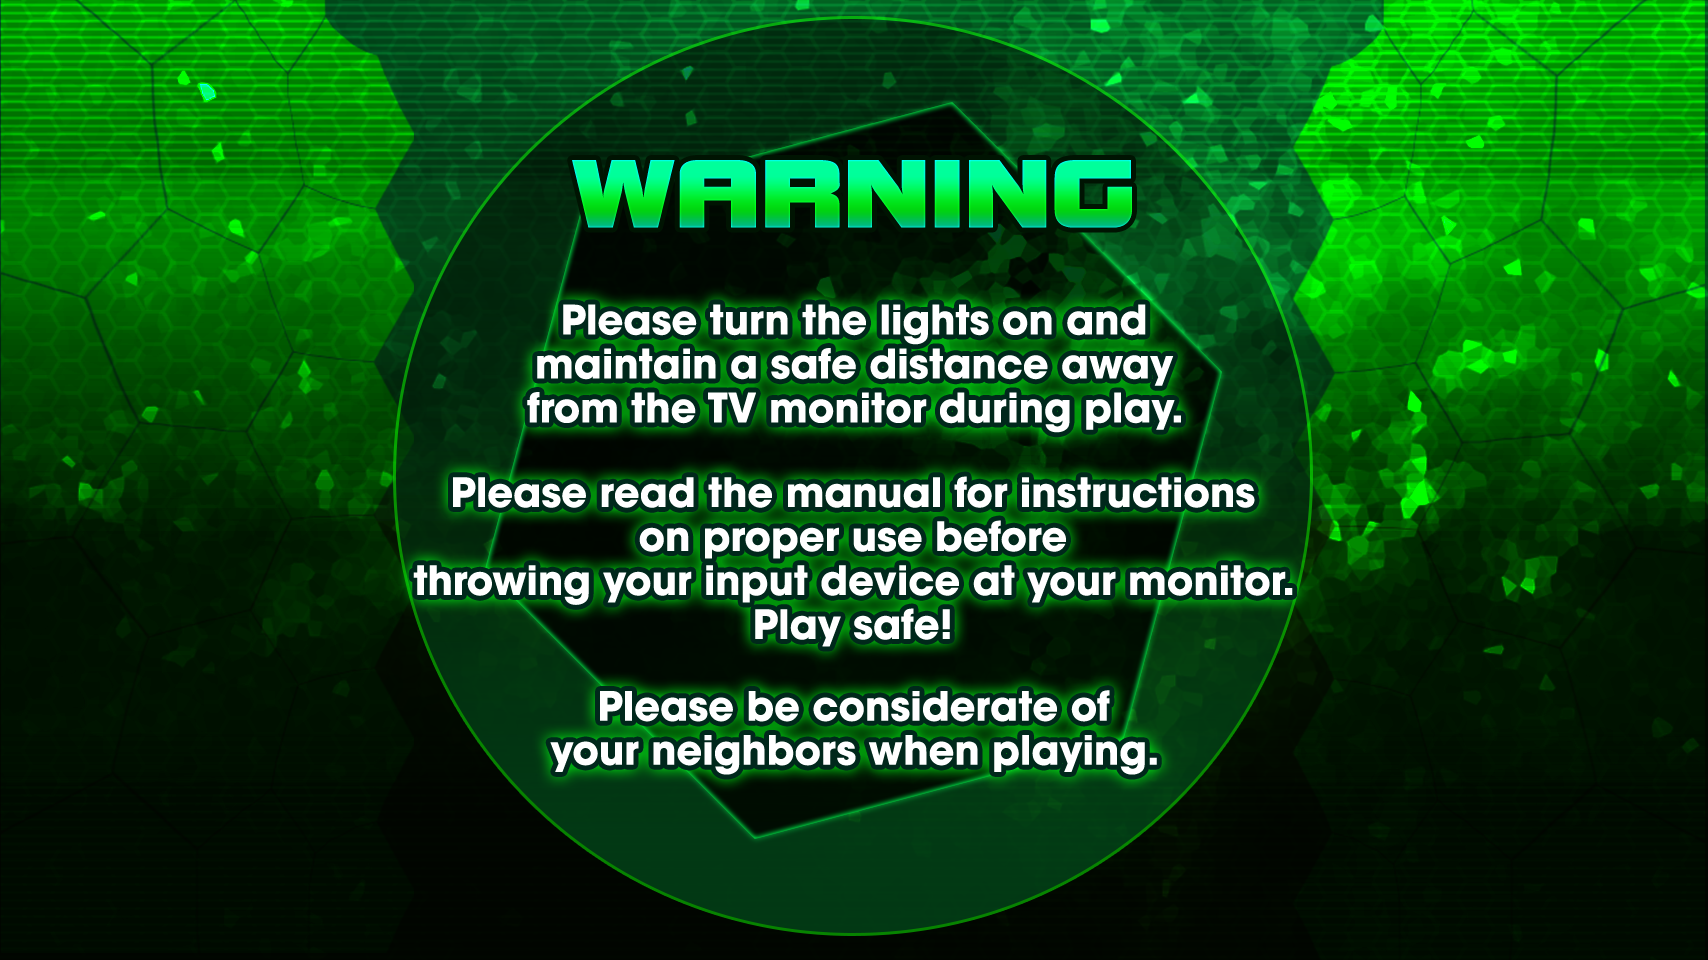 WARNING
Please turn the lights on and
maintain a safe distance away
from the TV monitor during play.
Please read the manual for instructions
on proper use before
throwing your input device at your monitor.
Play safe!
Please be considerate of
your neighbors when playing.